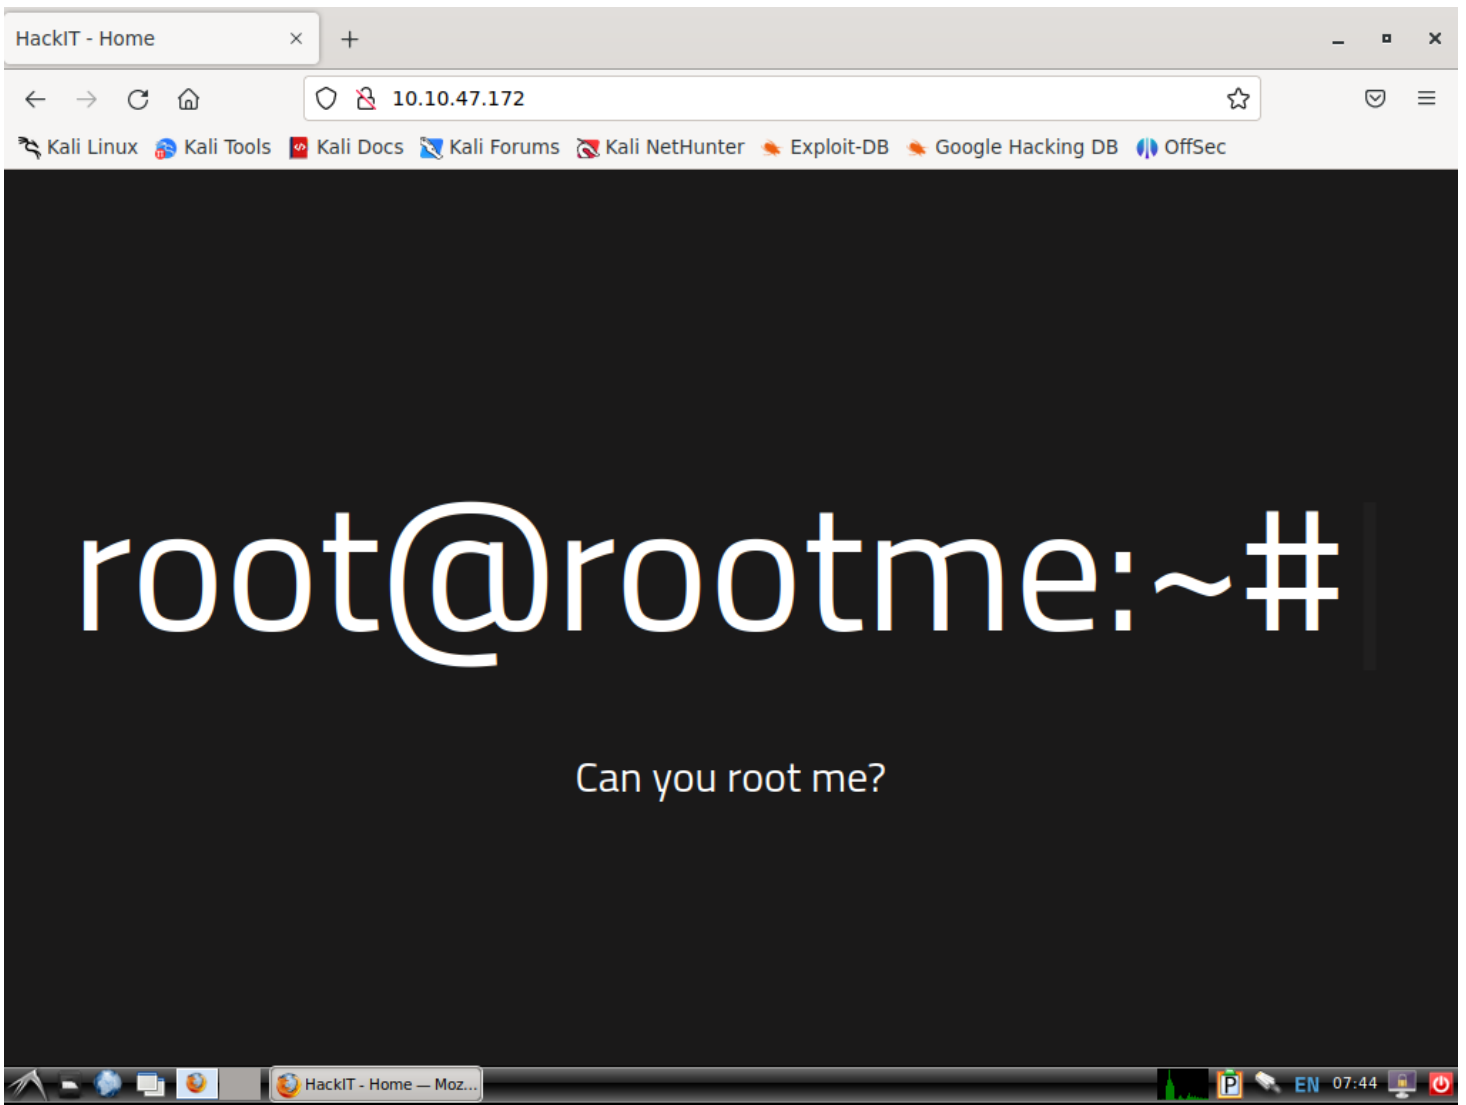 HackIT - Home
10.10.47.172
Kali Linux Kali Tools Kali Docs Kali Forums Kali NetHunter Exploit-DB Google Hacking DB OffSec
root@rootme:~#
Can you root me?
HackIT - Home — Moz... P EN 07:44